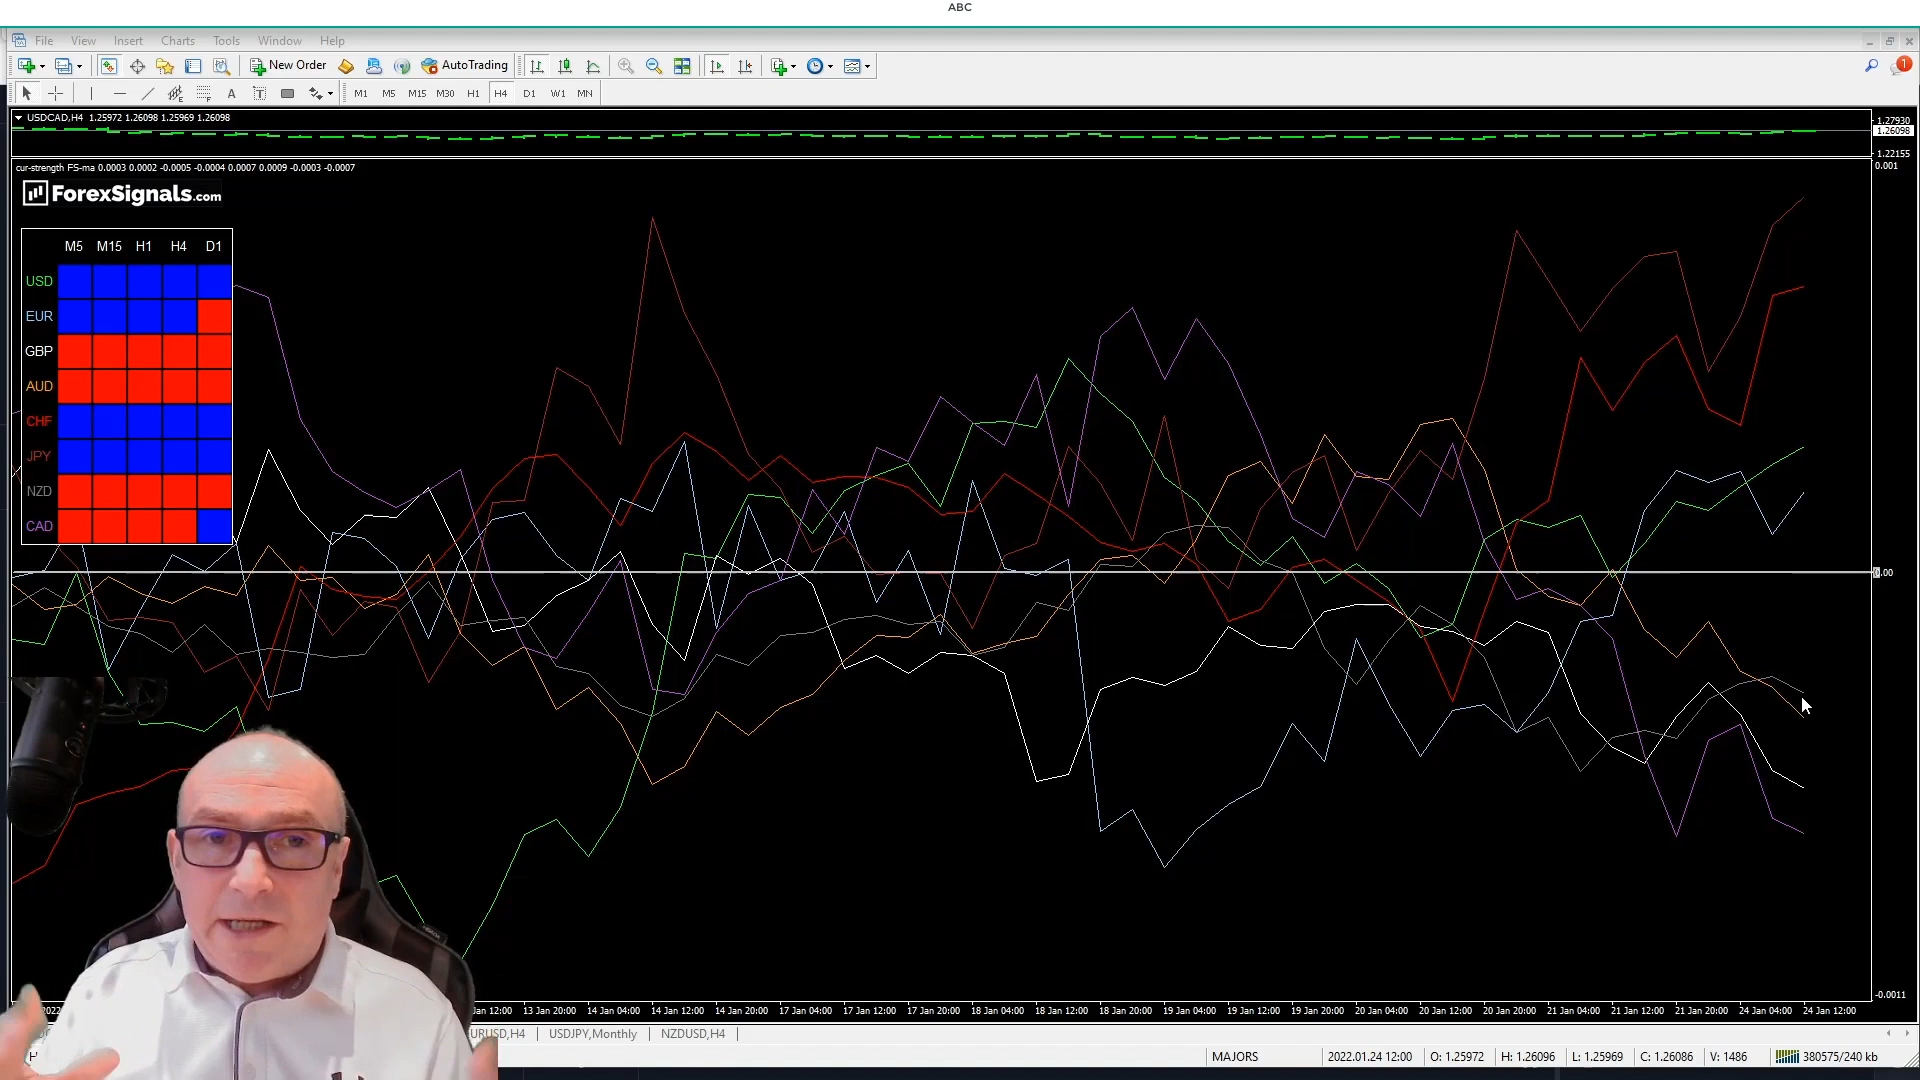 ABC
File View Insert Charts Tools Window Help
New Order AutoTrading 1
A T M1 M5 M15 M30 H1 H4 D1 W1 MN
USDCAD,H4 1.25972 1.26098 1.25969 1.26098
1.27930
1.26098
1.22155
cur-strength FS-ma 0.0003 0.0002 -0.0005 -0.0004 0.0007 0.0009 -0.0003 -0.0007
0.001
ForexSignals.com
M5 M15 H1 H4 D1
USD
EUR
GBP
AUD
CHF
JPY
NZD
CAD
0.00
-0.0011
2022 Jan 12:00 13 Jan 20:00 14 Jan 04:00 14 Jan 12:00 14 Jan 20:00 17 Jan 04:00 17 Jan 12:00 17 Jan 20:00 18 Jan 04:00 18 Jan 12:00 18 Jan 20:00 19 Jan 04:00 19 Jan 12:00 19 Jan 20:00 20 Jan 04:00 20 Jan 12:00 20 Jan 20:00 21 Jan 04:00 21 Jan 12:00 21 Jan 20:00 24 Jan 04:00 24 Jan 12:00
URUSD,H4 USDJPY,Monthly NZDUSD,H4
MAJORS 2022.01.24 12:00 O: 1.25972 H: 1.26096 L: 1.25969 C: 1.26086 V: 1486 380575/240 kb